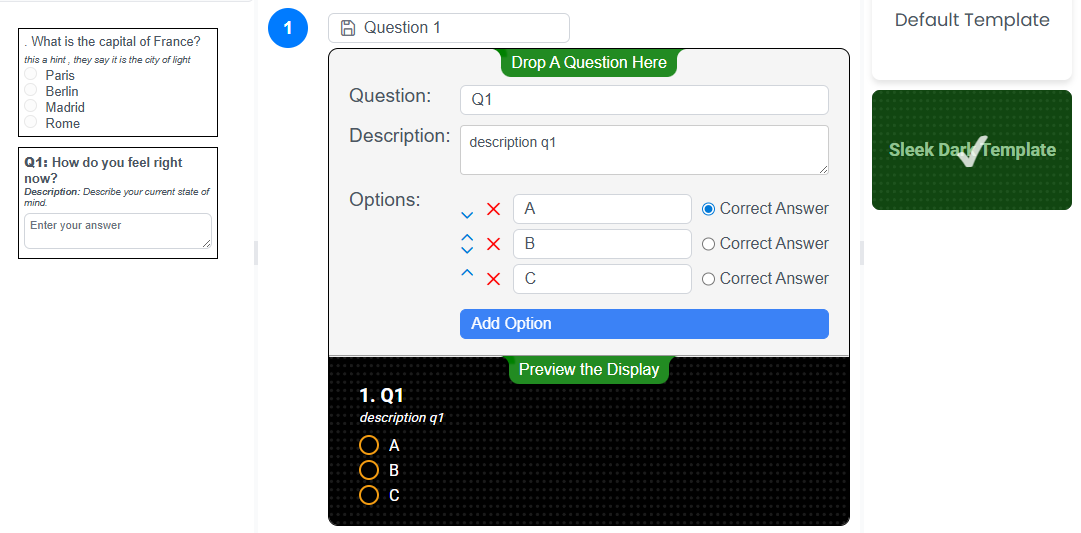 . What is the capital of France?
this a hint , they say it is the city of light
Paris
Berlin
Madrid
Rome
Q1: How do you feel right
now?
Description: Describe your current state of
mind.
Enter your answer
1
Question 1
Drop A Question Here
Question:
Q1
Description:
description q1
Options:
A
Correct Answer
B
Correct Answer
C
Correct Answer
Add Option
Preview the Display
1. Q1
description q1
A
B
C
Default Template
Sleek Dark Template